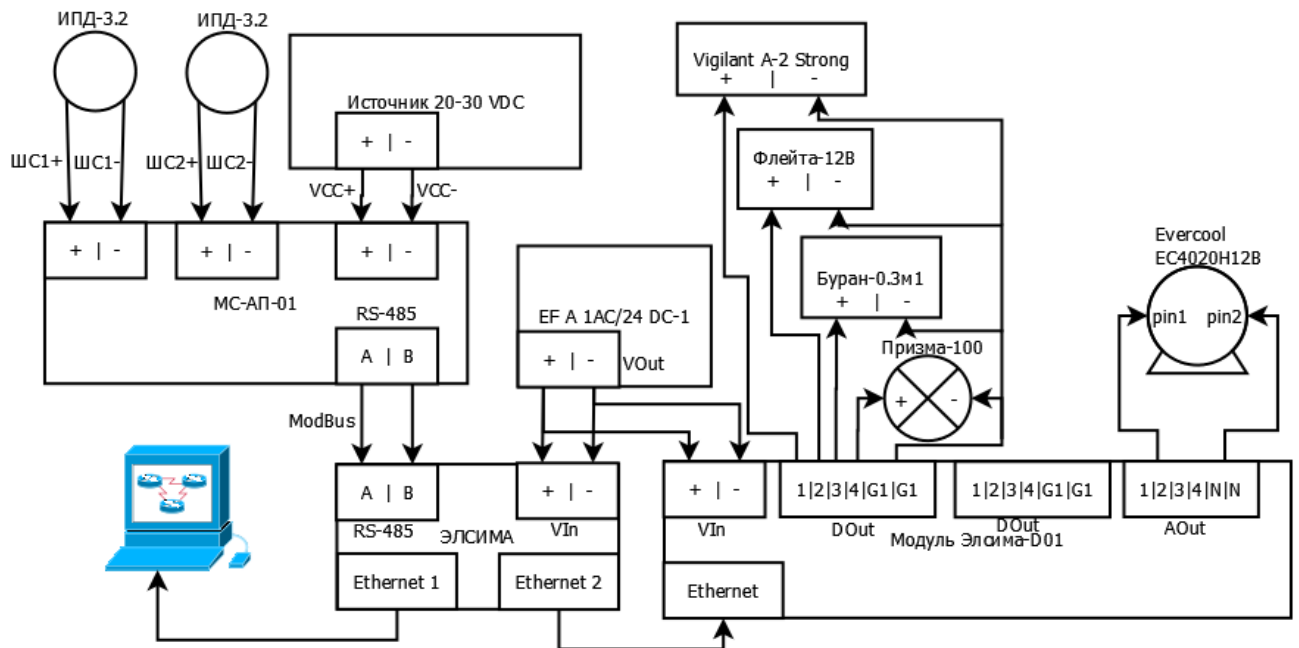 ИПД-3.2
ИПД-3.2
ШС1+
ШС1-
ШС2+
ШС2-
Источник 20-30 VDC
+ | -
VCC+
VCC-
+ | -
+ | -
+ | -
МС-АП-01
RS-485
A | B
ModBus
EF A 1AC/24 DC-1
+ | -
VOut
A | B
RS-485
ЭЛСИМА
+ | -
VIn
Ethernet 1
Ethernet 2
Vigilant A-2 Strong
+ | -
Флейта-12В
+ | -
Буран-0.3м1
+ | -
Призма-100
+ -
Evercool
EC4020H12B
pin1 pin2
+ | -
VIn
1|2|3|4|G1|G1
DOut
1|2|3|4|G1|G1
DOut
1|2|3|4|N|N
AOut
Модуль Элсима-D01
Ethernet